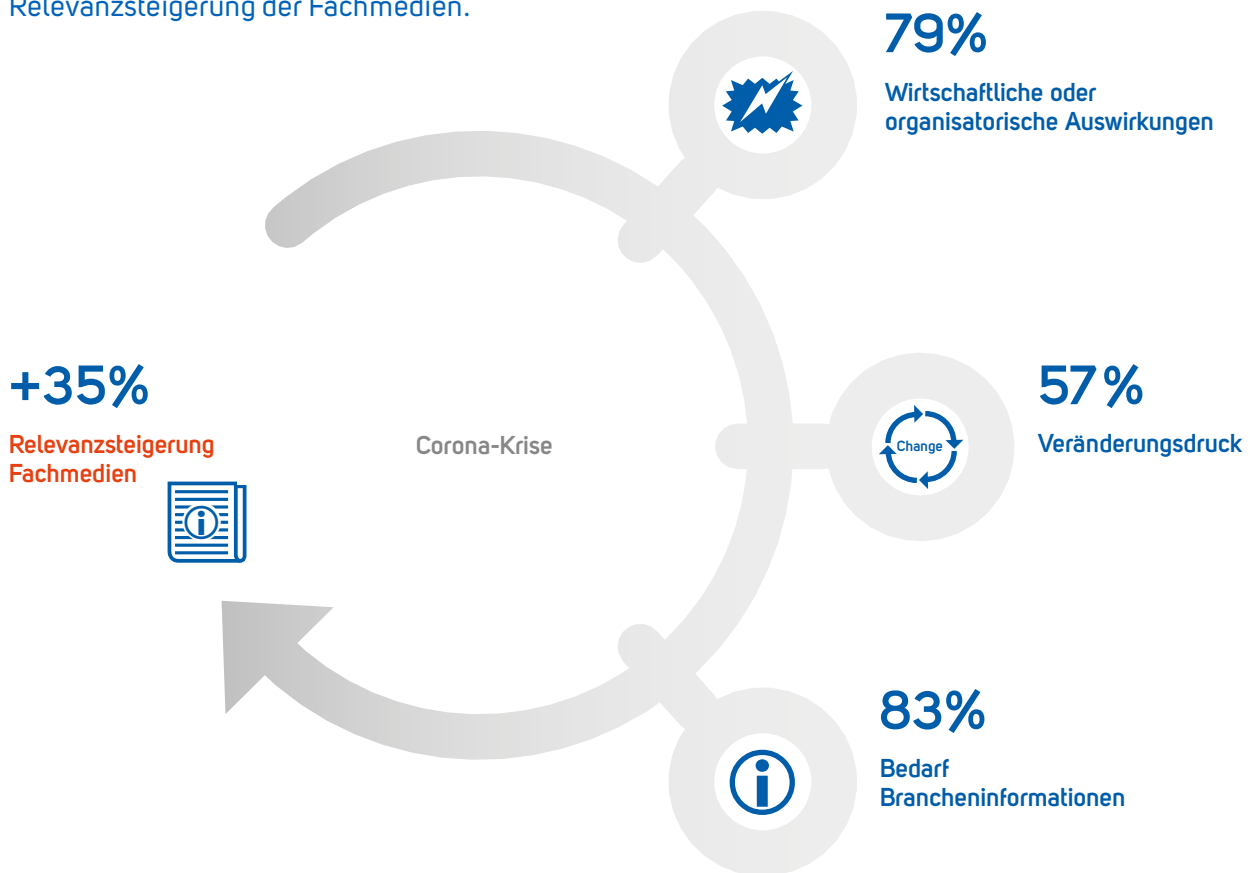 Relevanzsteigerung der Fachmedien.
79%
Wirtschaftliche oder
organisatorische Auswirkungen
+35%
Relevanzsteigerung
Fachmedien
Corona-Krise
Change
57%
Veränderungsdruck
83%
Bedarf
Brancheninformationen